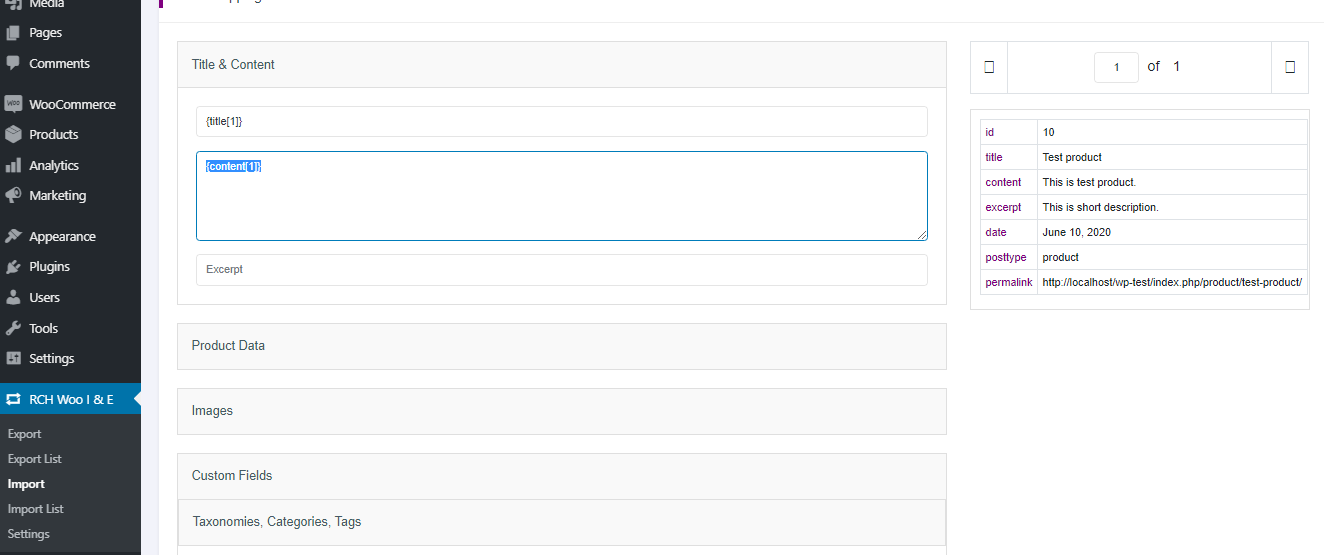 Media
Pages
Comments
WooCommerce
Products
Analytics
Marketing
Appearance
Plugins
Users
Tools
Settings
RCH Woo I & E
Export
Export List
Import
Import List
Settings
Title & Content
{title[1]}
{content[1]}
Excerpt
Product Data
Images
Custom Fields
Taxonomies, Categories, Tags
1 of 1
id 10
title Test product
content This is test product.
excerpt This is short description.
date June 10, 2020
posttype product
permalink http://localhost/wp-test/index.php/product/test-product/